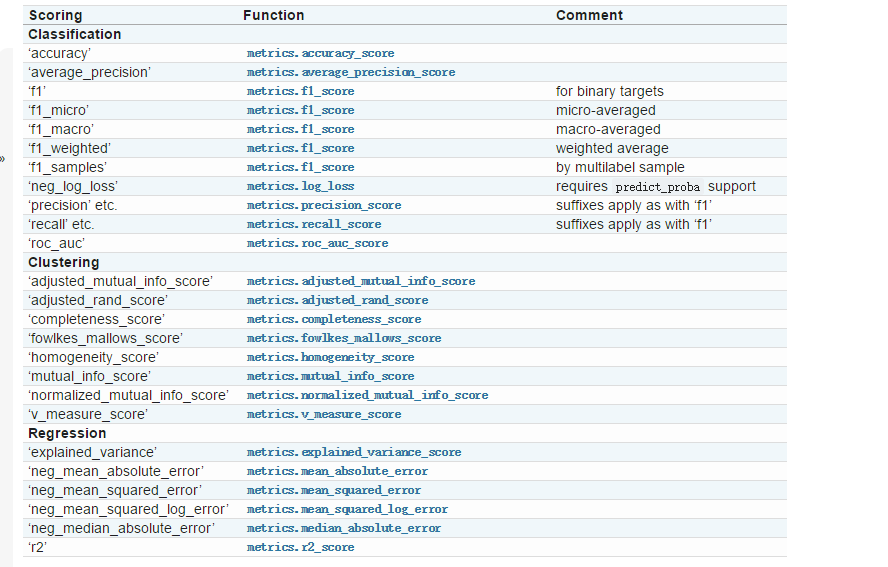 Scoring Function Comment
Classification
‘accuracy’ metrics.accuracy_score
‘average_precision’ metrics.average_precision_score
‘f1’ metrics.f1_score for binary targets
‘f1_micro’ metrics.f1_score micro-averaged
‘f1_macro’ metrics.f1_score macro-averaged
‘f1_weighted’ metrics.f1_score weighted average
‘f1_samples’ metrics.f1_score by multilabel sample
‘neg_log_loss’ metrics.log_loss requires predict_proba support
‘precision’ etc. metrics.precision_score suffixes apply as with ‘f1’
‘recall’ etc. metrics.recall_score suffixes apply as with ‘f1’
‘roc_auc’ metrics.roc_auc_score
Clustering
‘adjusted_mutual_info_score’ metrics.adjusted_mutual_info_score
‘adjusted_rand_score’ metrics.adjusted_rand_score
‘completeness_score’ metrics.completeness_score
‘fowlkes_mallows_score’ metrics.fowlkes_mallows_score
‘homogeneity_score’ metrics.homogeneity_score
‘mutual_info_score’ metrics.mutual_info_score
‘normalized_mutual_info_score’ metrics.normalized_mutual_info_score
‘v_measure_score’ metrics.v_measure_score
Regression
‘explained_variance’ metrics.explained_variance_score
‘neg_mean_absolute_error’ metrics.mean_absolute_error
‘neg_mean_squared_error’ metrics.mean_squared_error
‘neg_mean_squared_log_error’ metrics.mean_squared_log_error
‘neg_median_absolute_error’ metrics.median_absolute_error
‘r2’ metrics.r2_score
»